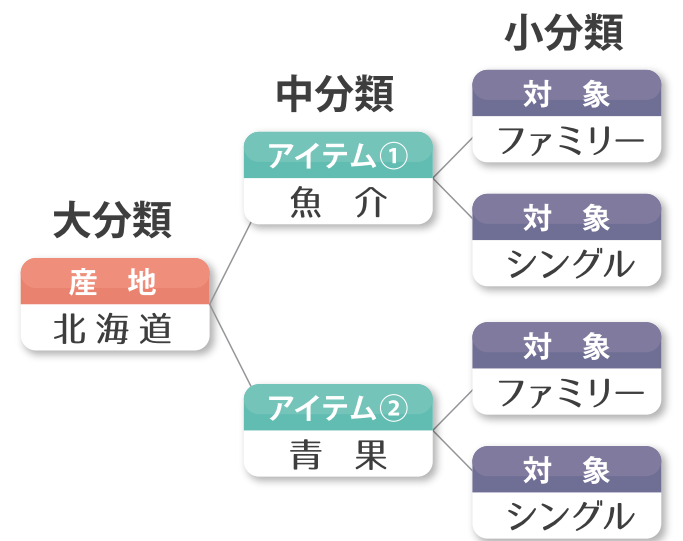 大分類
産　地
北海道
中分類
アイテム①
魚　介
アイテム②
青　果
小分類
対　象
ファミリー
対　象
シングル
対　象
ファミリー
対　象
シングル